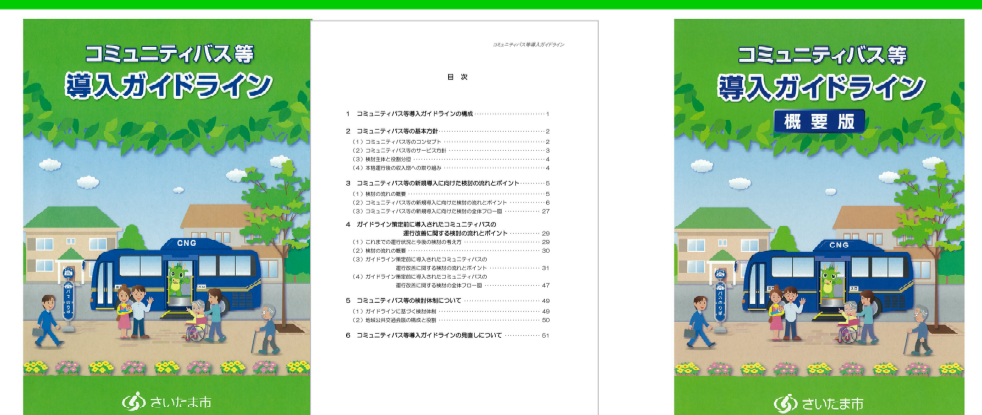 コミュニティバス等
導入ガイドライン
CNG
さいたま市
コミュニティバス等導入ガイドライン
目 次
1 コミュニティバス等導入ガイドラインの構成 1
2 コミュニティバス等の基本方針 2
(1)コミュニティバス等のコンセプト 2
(2)コミュニティバス等のサービス方針 3
(3)検討主体と役割分担 4
(4)本格運行後の収入増への取り組み 4
3 コミュニティバス等の新規導入に向けた検討の流れとポイント 5
(1)検討の流れの概要 5
(2)コミュニティバス等の新規導入に向けた検討の流れとポイント 6
(3)コミュニティバス等の新規導入に向けた検討の全体フロー図 27
4 ガイドライン策定前に導入されたコミュニティバスの
運行改善に関する検討の流れとポイント 29
(1)これまでの運行状況と今後の検討の考え方 29
(2)検討の流れの概要 30
(3)ガイドライン策定前に導入されたコミュニティバスの
運行改善に関する検討の流れとポイント 31
(4)ガイドライン策定前に導入されたコミュニティバスの
運行改善に関する検討の全体フロー図 47
5 コミュニティバス等の検討体制について 49
(1)ガイドラインに基づく検討体制 49
(2)地域公共交通会議の構成と役割 50
6 コミュニティバス等導入ガイドラインの見直しについて 51
コミュニティバス等
導入ガイドライン
概要版
CNG
さいたま市